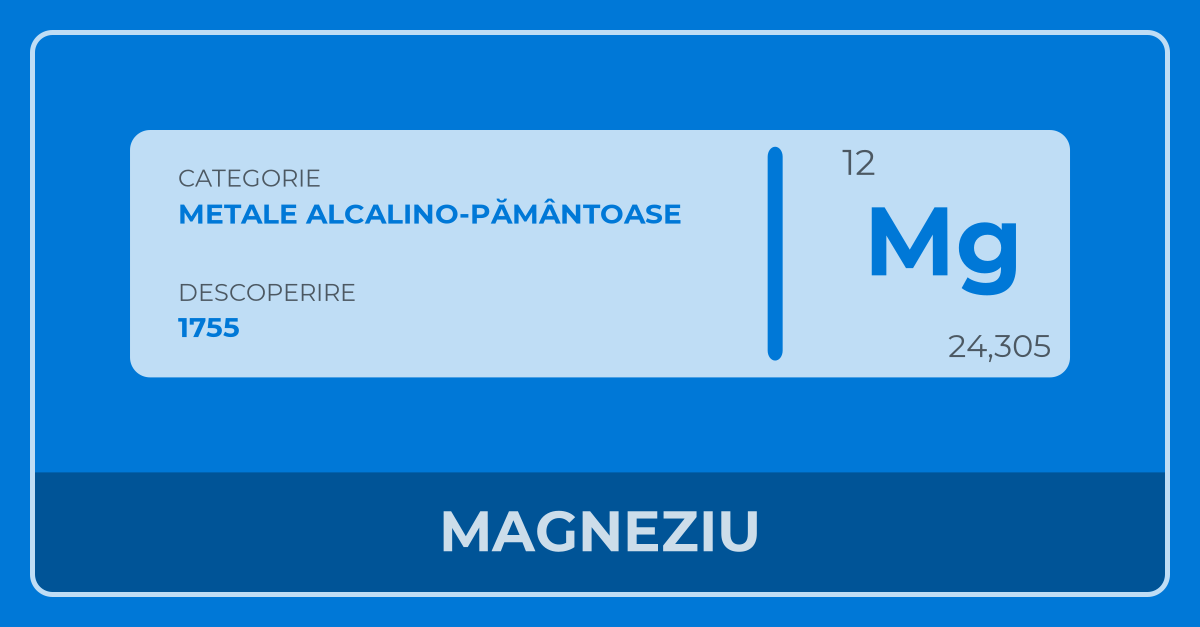 CATEGORIE
METALE ALCALINO-PĂMÂNTOASE
DESCOPERIRE
1755
12
Mg
24,305
MAGNEZIU